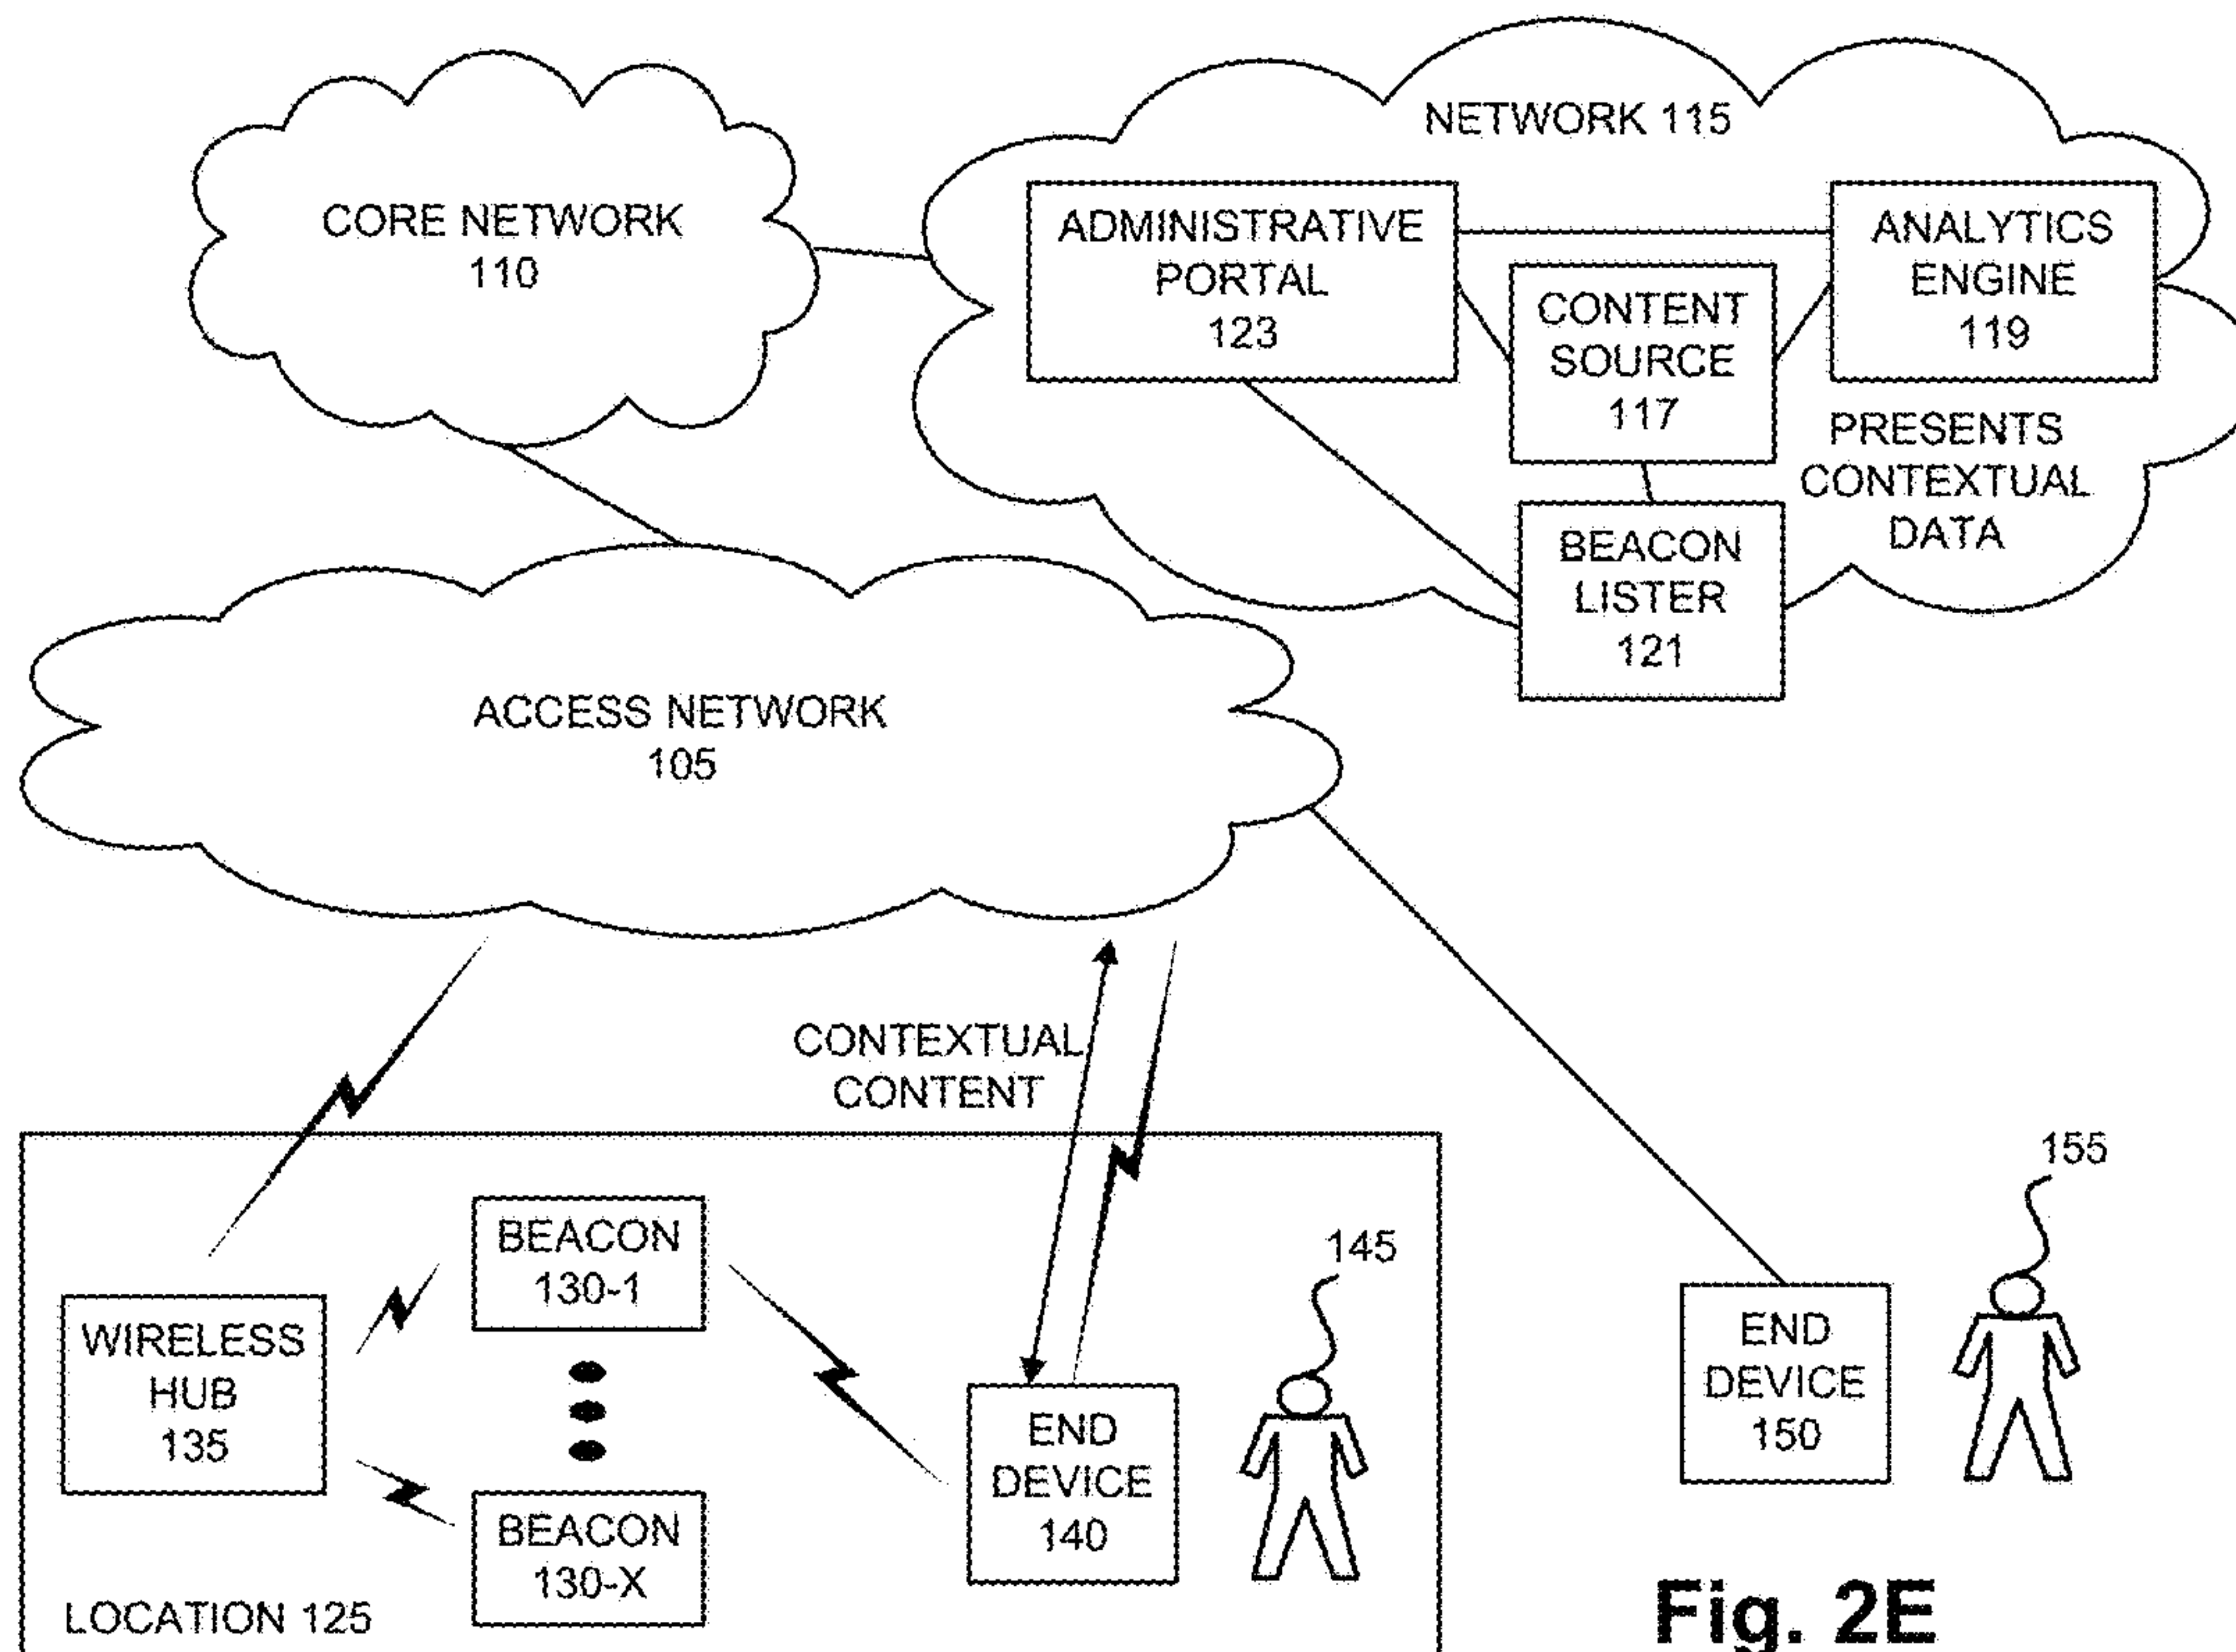 NETWORK 115
CORE NETWORK
110
ADMINISTRATIVE
PORTAL
123
CONTENT
SOURCE
117
ANALYTICS
ENGINE
119
PRESENTS
CONTEXTUAL
DATA
BEACON
LISTER
121
ACCESS NETWORK
105
CONTEXTUAL
CONTENT
155
145
BEACON
130-1
WIRELESS
HUB
135
BEACON
130-X
END
DEVICE
140
END
DEVICE
150
LOCATION 125
Fig. 2E